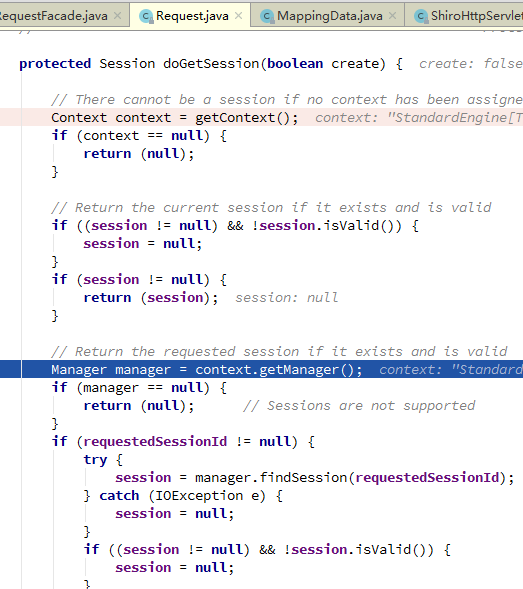 RequestFacade.java × Request.java × MappingData.java × ShiroHttpServlet
//
protected Session doGetSession(boolean create) { create: false
// There cannot be a session if no context has been assigne
Context context = getContext(); context: "StandardEngine[T
if (context == null) {
return (null);
}
// Return the current session if it exists and is valid
if ((session != null) && !session.isValid()) {
session = null;
}
if (session != null) {
return (session); session: null
}
// Return the requested session if it exists and is valid
Manager manager = context.getManager(); context: "Standard
if (manager == null) {
return (null); // Sessions are not supported
}
if (requestedSessionId != null) {
try {
session = manager.findSession(requestedSessionId);
} catch (IOException e) {
session = null;
}
if ((session != null) && !session.isValid()) {
session = null;
}